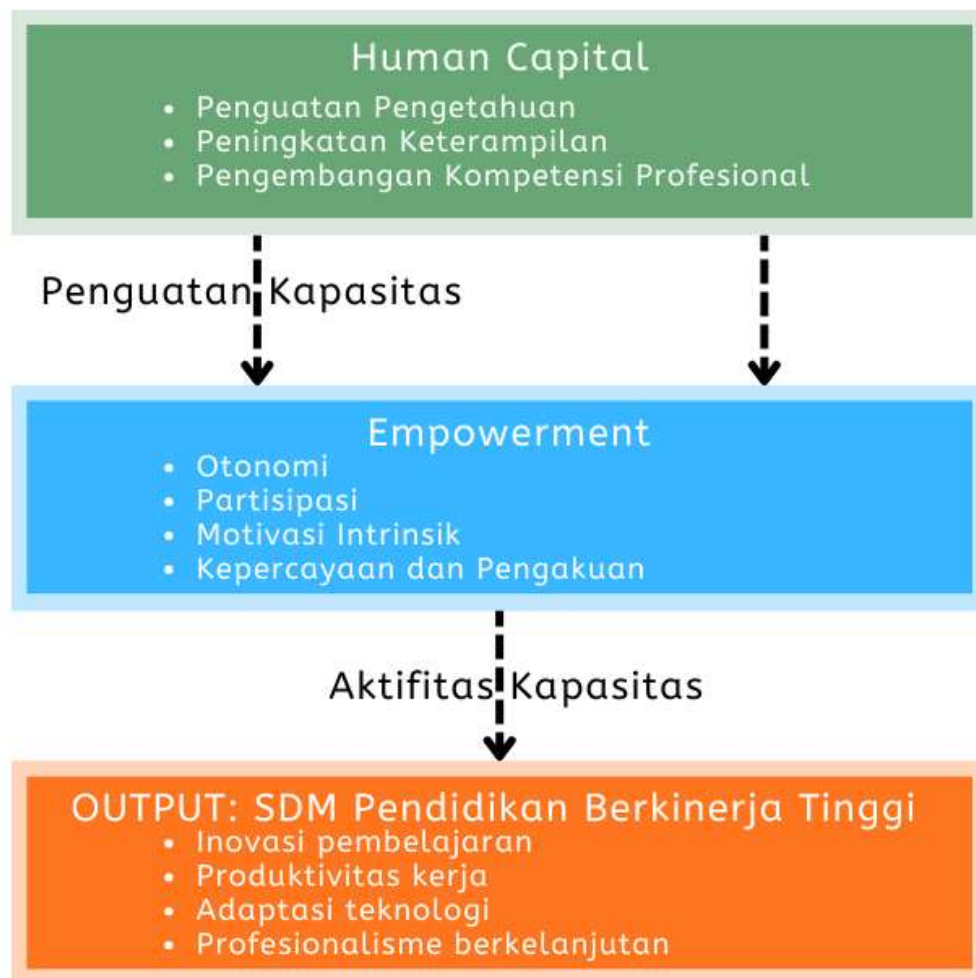 Human Capital
• Penguatan Pengetahuan
• Peningkatan Keterampilan
• Pengembangan Kompetensi Profesional
Penguatan Kapasitas
Empowerment
• Otonomi
• Partisipasi
• Motivasi Intrinsik
• Kepercayaan dan Pengakuan
Aktifitas Kapasitas
OUTPUT: SDM Pendidikan Berkinerja Tinggi
• Inovasi pembelajaran
• Produktivitas kerja
• Adaptasi teknologi
• Profesionalisme berkelanjutan